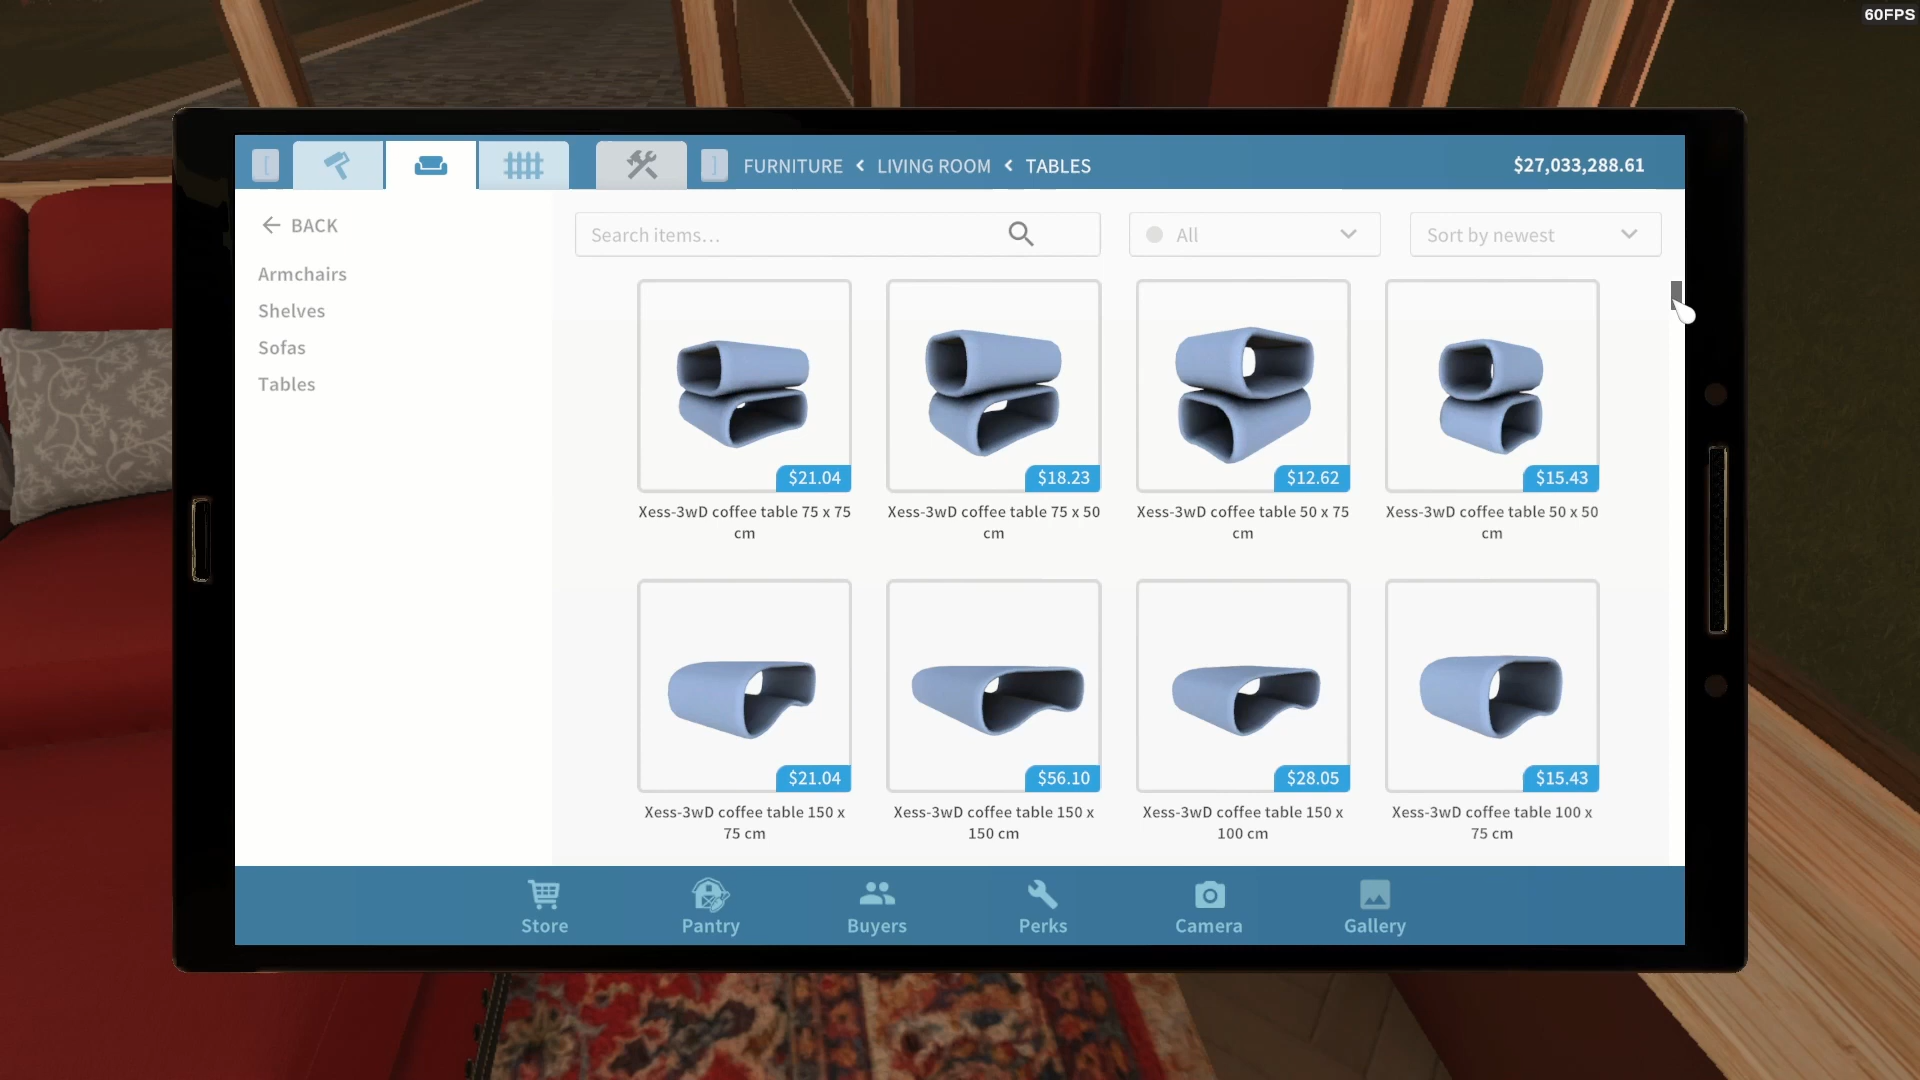 60FPS
[
]
FURNITURE < LIVING ROOM < TABLES
$27,033,288.61
BACK
Armchairs
Shelves
Sofas
Tables
Search items...
All
Sort by newest
$21.04
$18.23
$12.62
$15.43
Xess-3wD coffee table 75 x 75
cm
Xess-3wD coffee table 75 x 50
cm
Xess-3wD coffee table 50 x 75
cm
Xess-3wD coffee table 50 x 50
cm
$21.04
$56.10
$28.05
$15.43
Xess-3wD coffee table 150 x
75 cm
Xess-3wD coffee table 150 x
150 cm
Xess-3wD coffee table 150 x
100 cm
Xess-3wD coffee table 100 x
75 cm
Store
Pantry
Buyers
Perks
Camera
Gallery